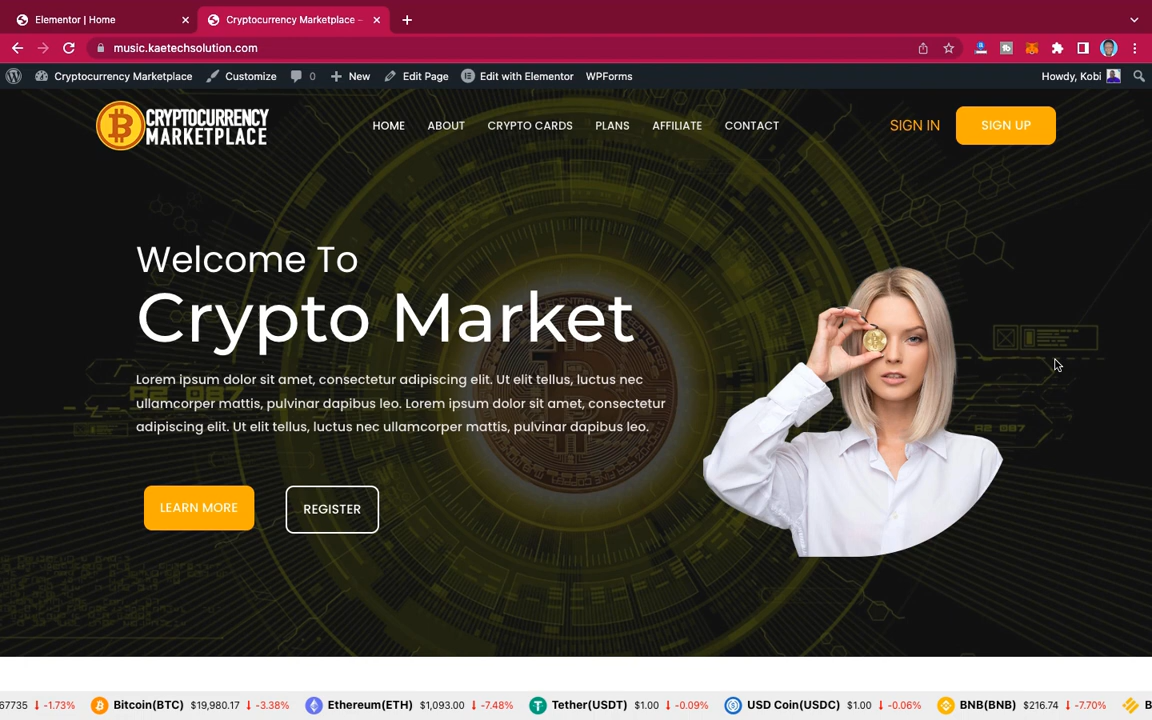 Elementor | Home
Cryptocurrency Marketplace –
music.kaetechsolution.com
Cryptocurrency Marketplace
Customize
0
New
Edit Page
Edit with Elementor
WPForms
Howdy, Kobi
CRYPTOCURRENCY
MARKETPLACE
HOME
ABOUT
CRYPTO CARDS
PLANS
AFFILIATE
CONTACT
SIGN IN
SIGN UP
Welcome To
Crypto Market
Lorem ipsum dolor sit amet, consectetur adipiscing elit. Ut elit tellus, luctus nec
ullamcorper mattis, pulvinar dapibus leo. Lorem ipsum dolor sit amet, consectetur
adipiscing elit. Ut elit tellus, luctus nec ullamcorper mattis, pulvinar dapibus leo.
LEARN MORE
REGISTER
67735 -1.73% Bitcoin(BTC) $19,980.17 -3.38% Ethereum(ETH) $1,093.00 -7.48% Tether(USDT) $1.00 -0.09% USD Coin(USDC) $1.00 -0.06% BNB(BNB) $216.74 -7.70% B